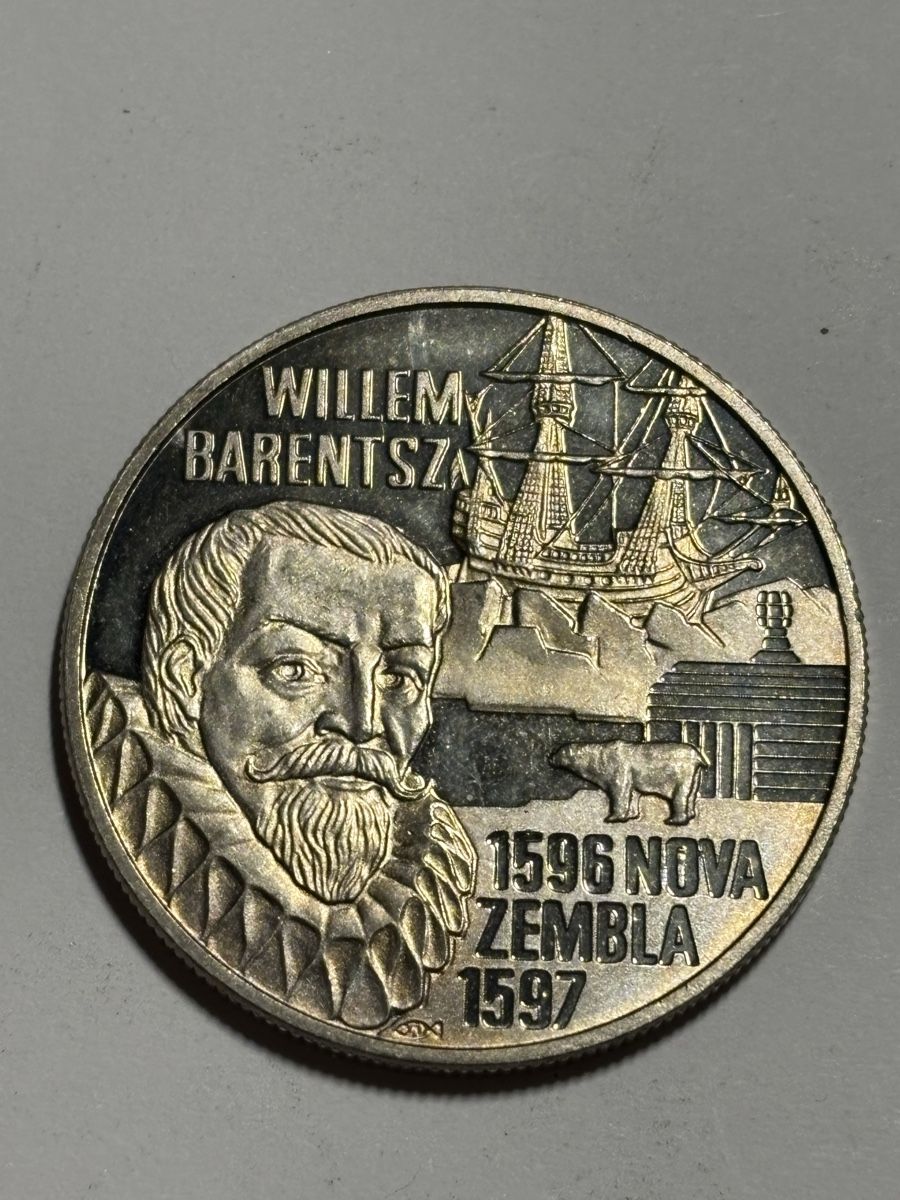 WILLEM
BARENTSZ
1596 NOVA
ZEMBLA
1597